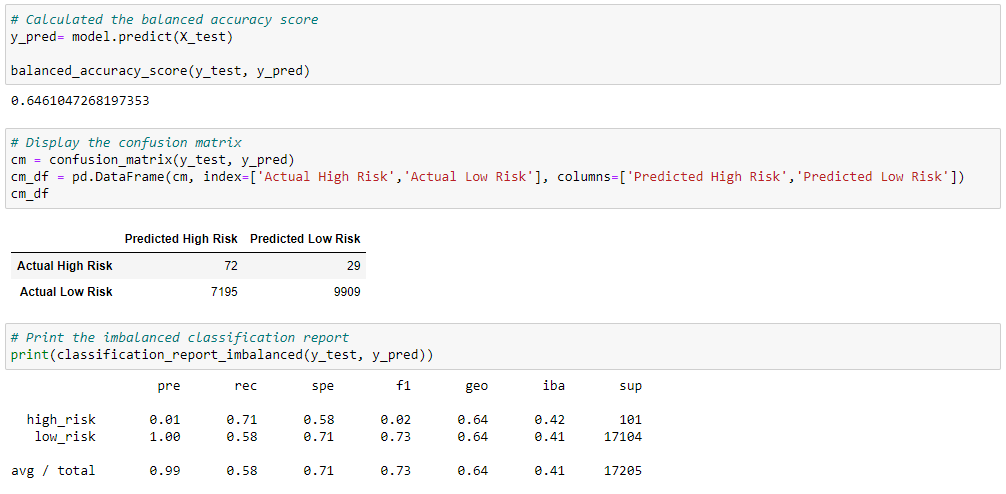 # Calculated the balanced accuracy score
y_pred= model.predict(X_test)
balanced_accuracy_score(y_test, y_pred)
0.6461047268197353
# Display the confusion matrix
cm = confusion_matrix(y_test, y_pred)
cm_df = pd.DataFrame(cm, index=['Actual High Risk','Actual Low Risk'], columns=['Predicted High Risk','Predicted Low Risk'])
cm_df
Predicted High Risk Predicted Low Risk
Actual High Risk 72 29
Actual Low Risk 7195 9909
# Print the imbalanced classification report
print(classification_report_imbalanced(y_test, y_pred))
pre rec spe f1 geo iba sup
high_risk 0.01 0.71 0.58 0.02 0.64 0.42 101
low_risk 1.00 0.58 0.71 0.73 0.64 0.41 17104
avg / total 0.99 0.58 0.71 0.73 0.64 0.41 17205